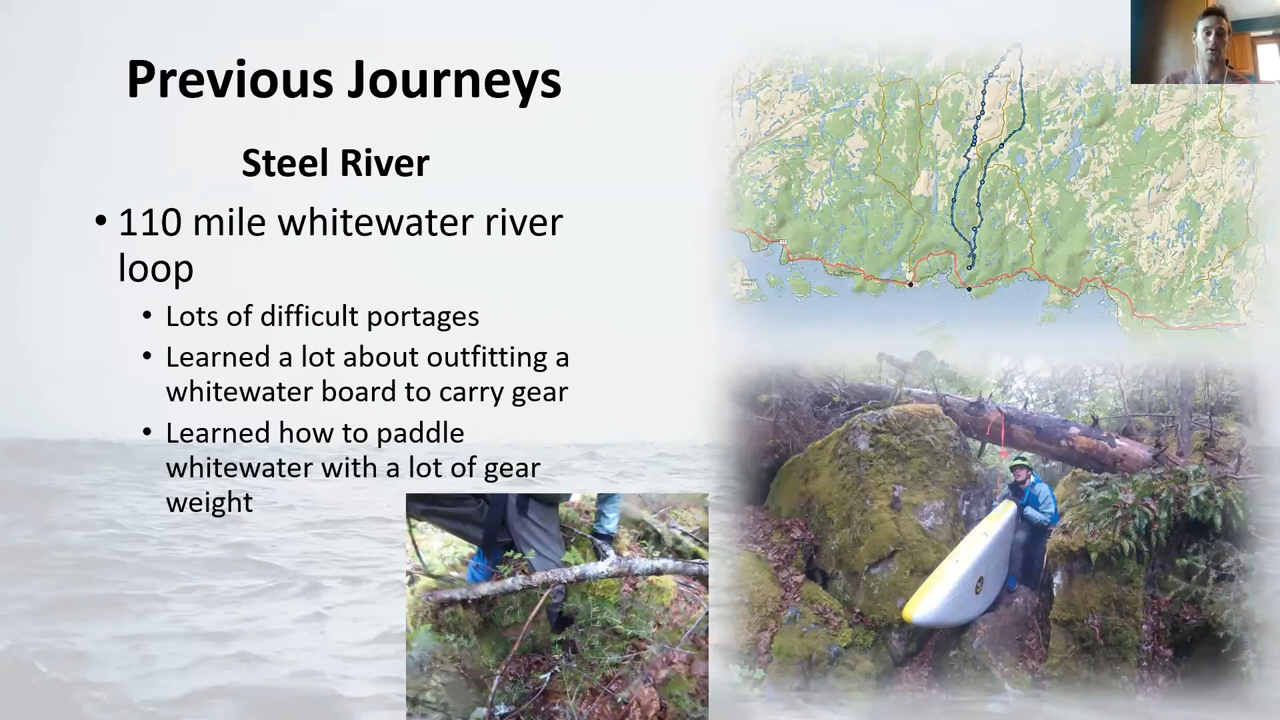 Previous Journeys
Steel River
• 110 mile whitewater river
loop
• Lots of difficult portages
• Learned a lot about outfitting a
whitewater board to carry gear
• Learned how to paddle
whitewater with a lot of gear
weight